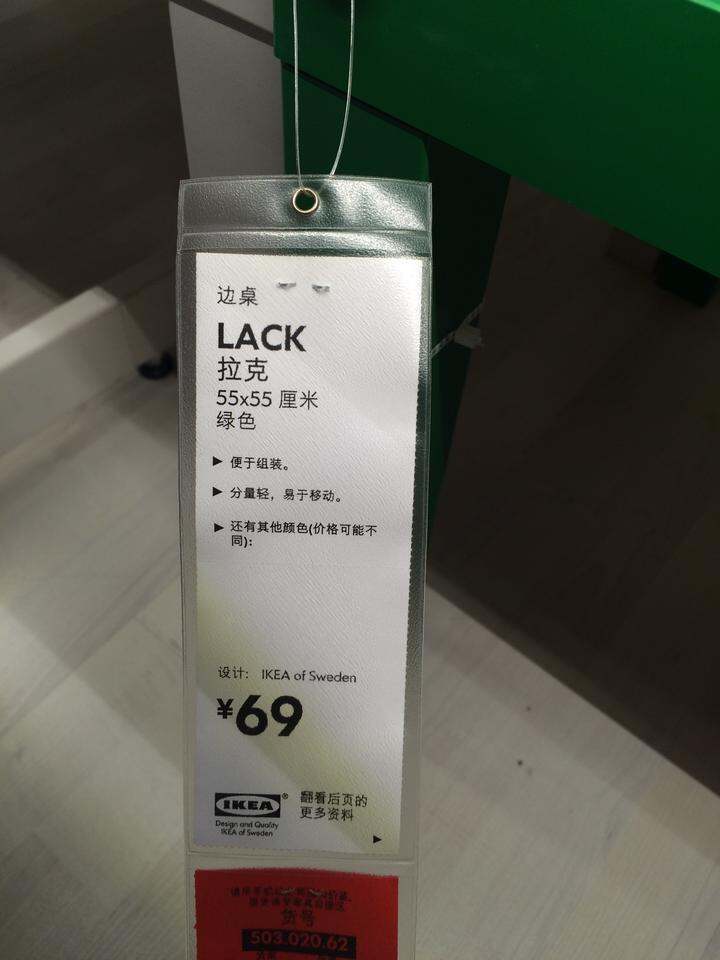 边桌
LACK
拉克
55x55 厘米
绿色
▶ 便于组装。
▶ 分量轻，易于移动。
▶ 还有其他颜色(价格可能不
同)：
设计： IKEA of Sweden
¥69
IKEA®
Design and Quality
IKEA of Sweden
翻看后页的
更多资料
▶
货号
503.020.62